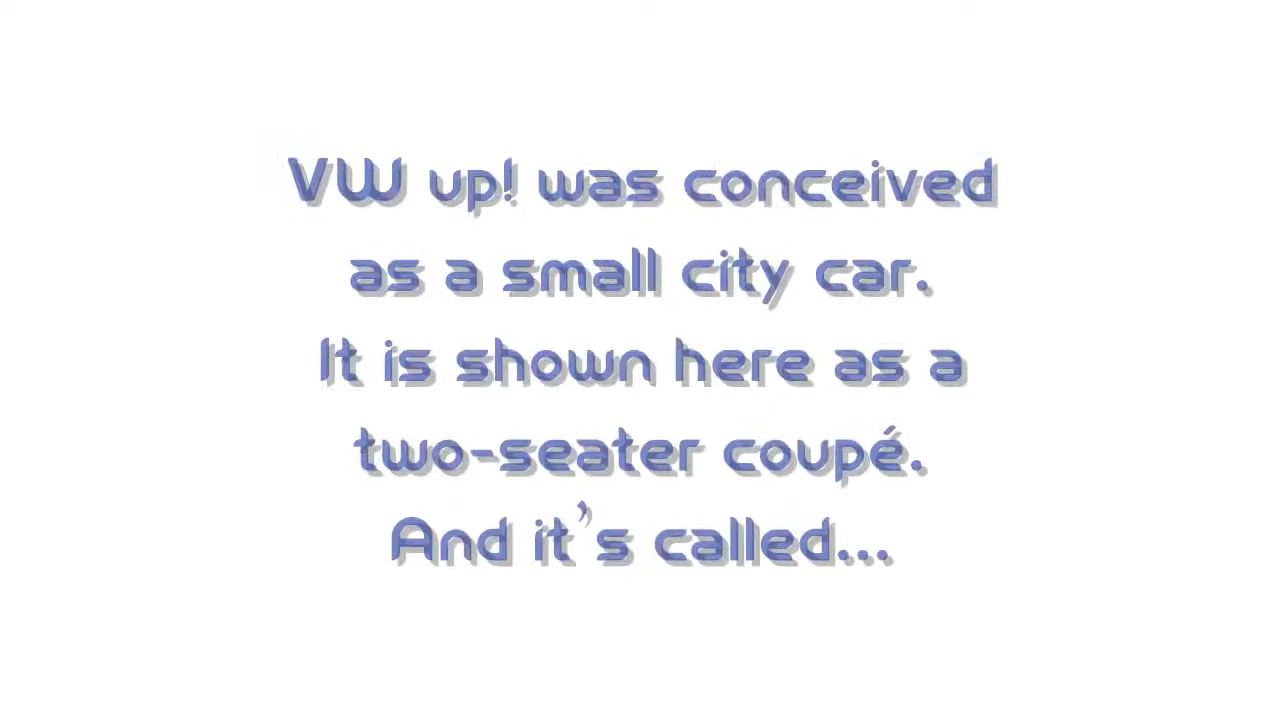 VW up! was conceived
as a small city car.
It is shown here as a
two-seater coupé.
And it’s called...